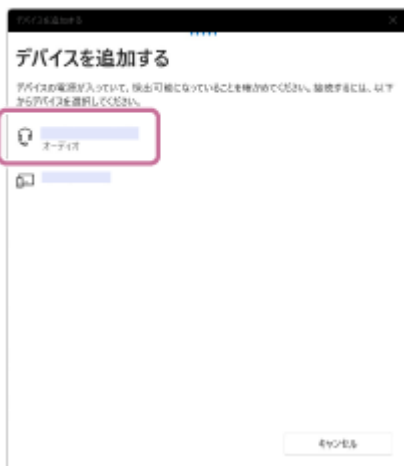 デバイスを追加する
デバイスを追加する
デバイスの電源が入っていて、検出可能になっていることを確かめてください。接続するには、以下
からデバイスを選択してください。
オーディオ
キャンセル